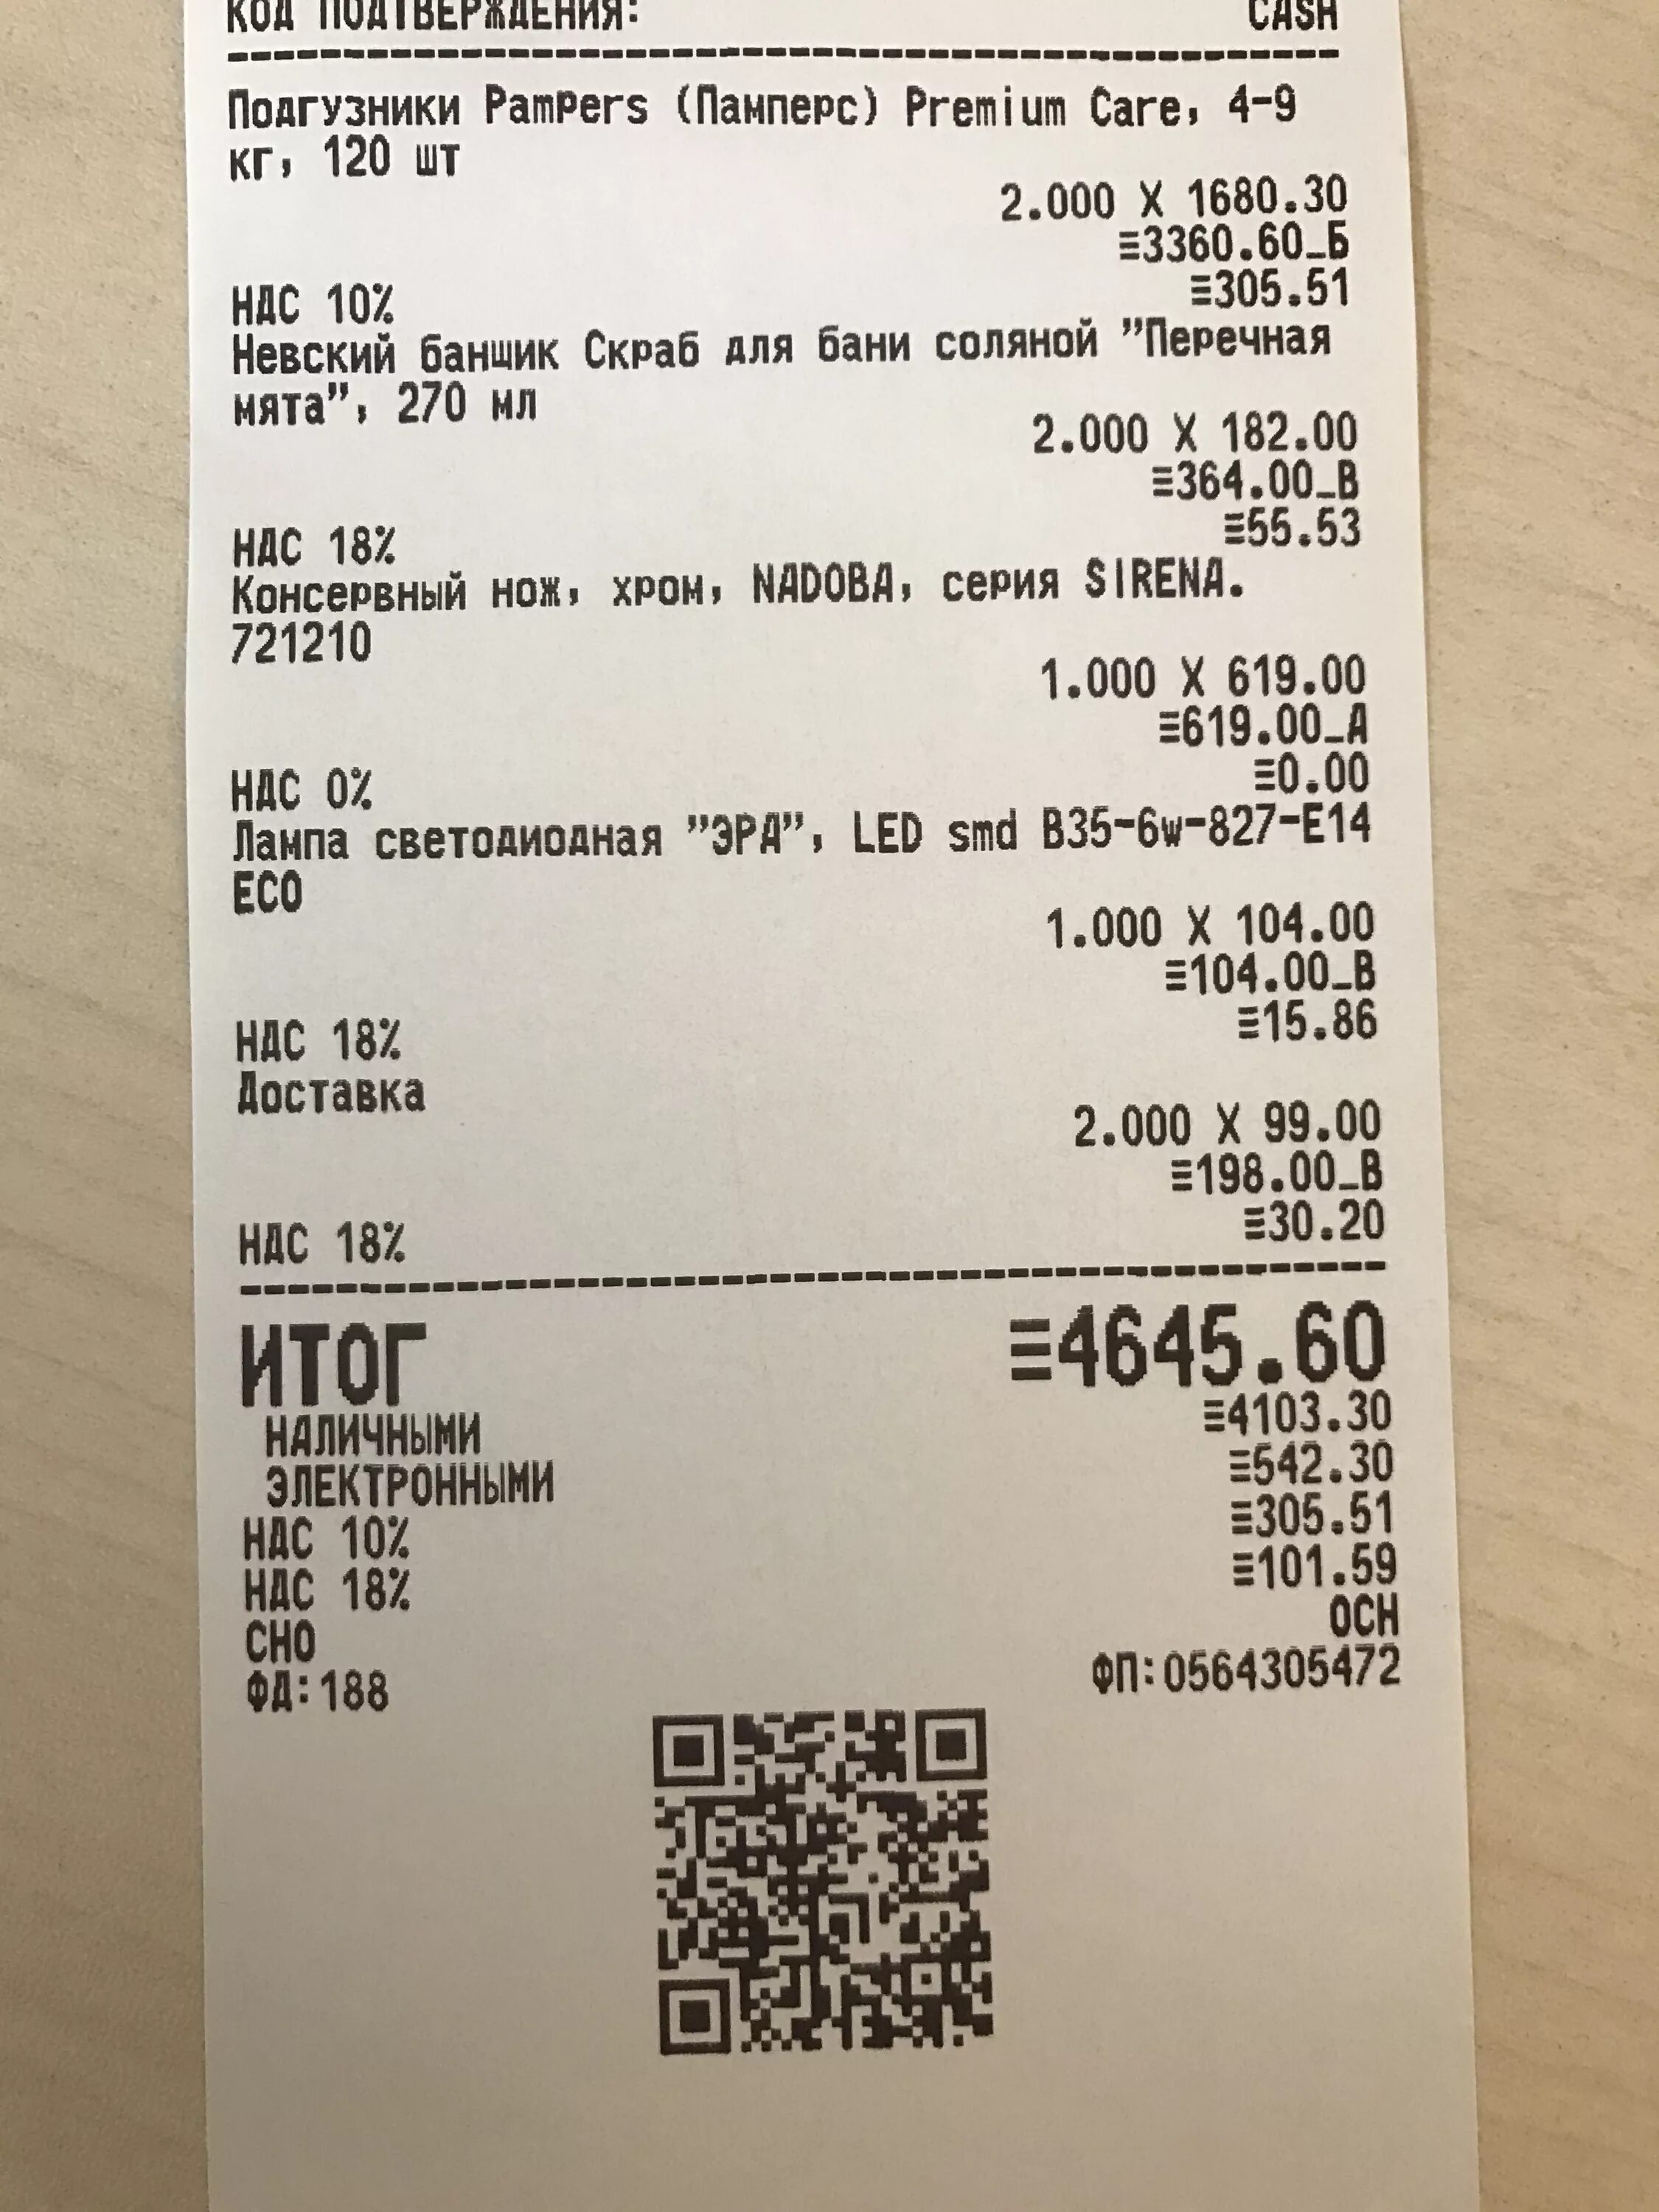 КОД ПОДТВЕРЖДЕНИЯ: CASH
Подгузники Pampers (Памперс) Premium Care, 4-9
кг, 120 шт
2.000 X 1680.30
≡3360.60_Б
НДС 10% ≡305.51
Невский банщик Скраб для бани соляной "Перечная
мята", 270 мл
2.000 X 182.00
≡364.00_В
НДС 18% ≡55.53
Консервный нож, хром, NADOBA, серия SIRENA.
721210
1.000 X 619.00
≡619.00_А
НДС 0% ≡0.00
Лампа светодиодная "ЭРА", LED smd B35-6w-827-E14
ECO
1.000 X 104.00
≡104.00_В
НДС 18% ≡15.86
Доставка
2.000 X 99.00
≡198.00_В
НДС 18% ≡30.20
ИТОГ ≡4645.60
НАЛИЧНЫМИ ≡4103.30
ЭЛЕКТРОННЫМИ ≡542.30
НДС 10% ≡305.51
НДС 18% ≡101.59
СНО ОСН
ФД:188 ФП:0564305472